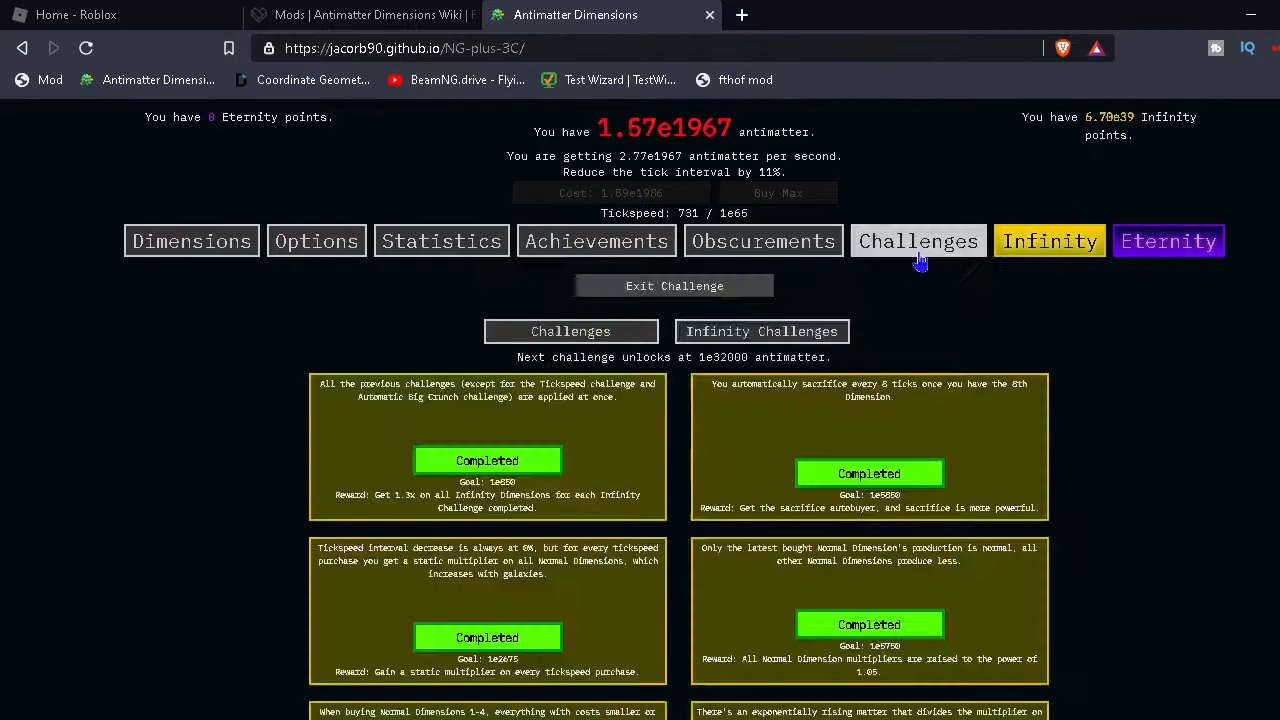 Home - Roblox
Mods | Antimatter Dimensions Wiki | F
Antimatter Dimensions
https://jacorb90.github.io/NG-plus-3C/
IQ
Mod
Antimatter Dimensi...
Coordinate Geomet...
BeamNG.drive - Flyi...
Test Wizard | TestWi...
fthof mod
You have 0 Eternity points.
You have 1.57e1967 antimatter.
You have 6.70e39 Infinity
points.
You are getting 2.77e1967 antimatter per second.
Reduce the tick interval by 11%.
Cost: 1.59e1986
Buy Max
Tickspeed: 731 / 1e65
Dimensions
Options
Statistics
Achievements
Obscurements
Challenges
Infinity
Eternity
Exit Challenge
Challenges
Infinity Challenges
Next challenge unlocks at 1e32000 antimatter.
All the previous challenges (except for the Tickspeed challenge and
Automatic Big Crunch challenge) are applied at once.
Completed
Goal: 1e850
Reward: Get 1.3x on all Infinity Dimensions for each Infinity
Challenge completed.
You automatically sacrifice every 8 ticks once you have the 8th
Dimension.
Completed
Goal: 1e5850
Reward: Get the sacrifice autobuyer, and sacrifice is more powerful.
Tickspeed interval decrease is always at 0%, but for every tickspeed
purchase you get a static multiplier on all Normal Dimensions, which
increases with galaxies.
Completed
Goal: 1e2675
Reward: Gain a static multiplier on every tickspeed purchase.
Only the latest bought Normal Dimension's production is normal, all
other Normal Dimensions produce less.
Completed
Goal: 1e5750
Reward: All Normal Dimension multipliers are raised to the power of
1.05.
When buying Normal Dimensions 1-4, everything with costs smaller or
There's an exponentially rising matter that divides the multiplier on